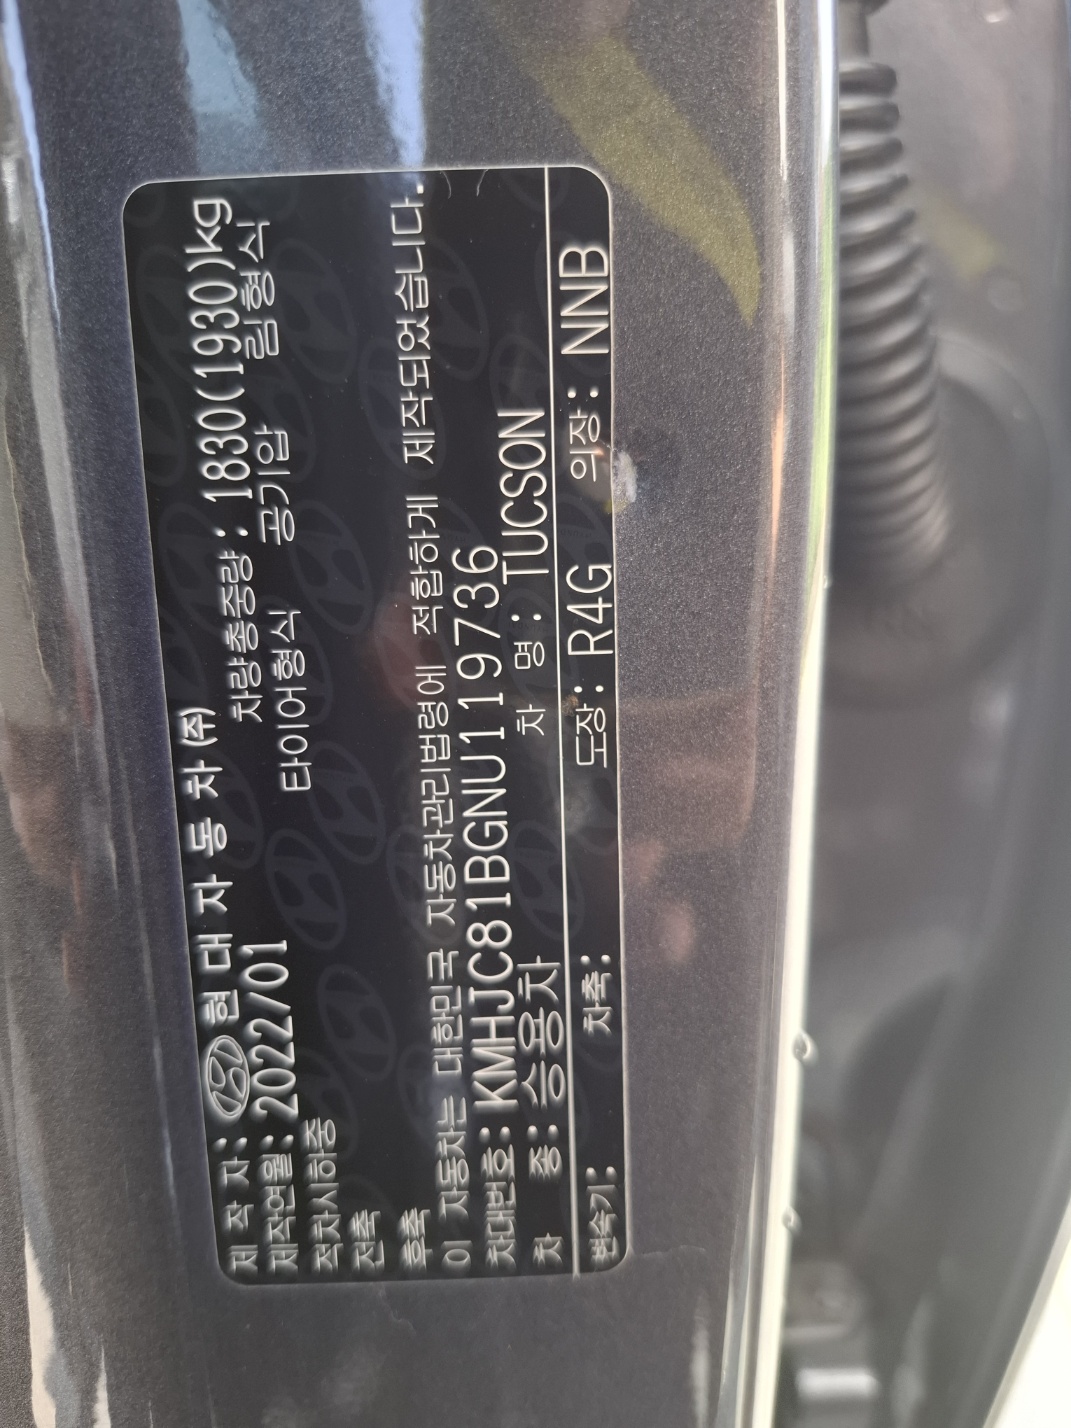 제 작 자: 현 대 자 동 차 (주)
제작연월: 2022/01 차량총중량: 1830(1930)kg
적차시하중 타이어형식 공기압 림형식
전축
후축
이 자동차는 대한민국 자동차관리법령에 적합하게 제작되었습니다.
차대번호: KMHJC81BGNU119736
차 종: 승용차 차 명: TUCSON
변속기: 차축: 도장: R4G 의장: NNB